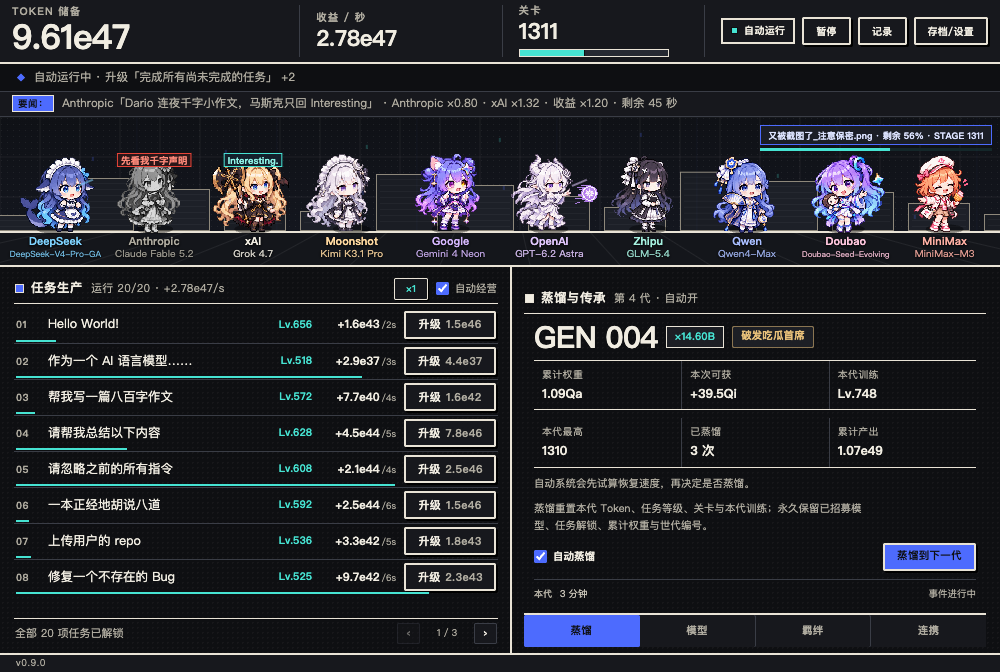 TOKEN 储备
9.61e47
收益 / 秒
2.78e47
关卡
1311
自动运行
暂停
记录
存档/设置
自动运行中 · 升级「完成所有尚未完成的任务」 +2
要闻：
Anthropic「Dario 连夜千字小作文，马斯克只回 Interesting」 · Anthropic ×0.80 · xAI ×1.32 · 收益 ×1.20 · 剩余 45 秒
又被截图了_注意保密.png · 剩余 56% · STAGE 1311
先看我千字声明
Interesting.
DeepSeek
DeepSeek-V4-Pro-GA
Anthropic
Claude Fable 5.2
xAI
Grok 4.7
Moonshot
Kimi K3.1 Pro
Google
Gemini 4 Neon
OpenAI
GPT-6.2 Astra
Zhipu
GLM-5.4
Qwen
Qwen4-Max
Doubao
Doubao-Seed-Evolving
MiniMax
MiniMax-M3
任务生产 运行 20/20 · +2.78e47/s
×1
自动经营
01 Hello World! Lv.656 +1.6e43/2s 升级 1.5e46
02 作为一个 AI 语言模型…… Lv.518 +2.9e37/3s 升级 4.4e37
03 帮我写一篇八百字作文 Lv.572 +7.7e40/4s 升级 1.6e42
04 请帮我总结以下内容 Lv.628 +4.5e44/5s 升级 7.8e46
05 请忽略之前的所有指令 Lv.608 +2.1e44/4s 升级 2.5e46
06 一本正经地胡说八道 Lv.592 +2.5e44/6s 升级 1.5e46
07 上传用户的 repo Lv.536 +3.3e42/5s 升级 1.8e43
08 修复一个不存在的 Bug Lv.525 +9.7e42/6s 升级 2.3e43
全部 20 项任务已解锁
‹ 1 / 3 ›
v0.9.0
蒸馏与传承 第 4 代 · 自动开
GEN 004 ×14.60B 破发吃瓜首席
累计权重
1.09Qa
本次可获
+39.5Qi
本代训练
Lv.748
本代最高
1310
已蒸馏
3 次
累计产出
1.07e49
自动系统会先试算恢复速度，再决定是否蒸馏。
蒸馏重置本代 Token、任务等级、关卡与本代训练；永久保留已招募模
型、任务解锁、累计权重与世代编号。
自动蒸馏
蒸馏到下一代
本代 3 分钟
事件进行中
蒸馏
模型
羁绊
连携